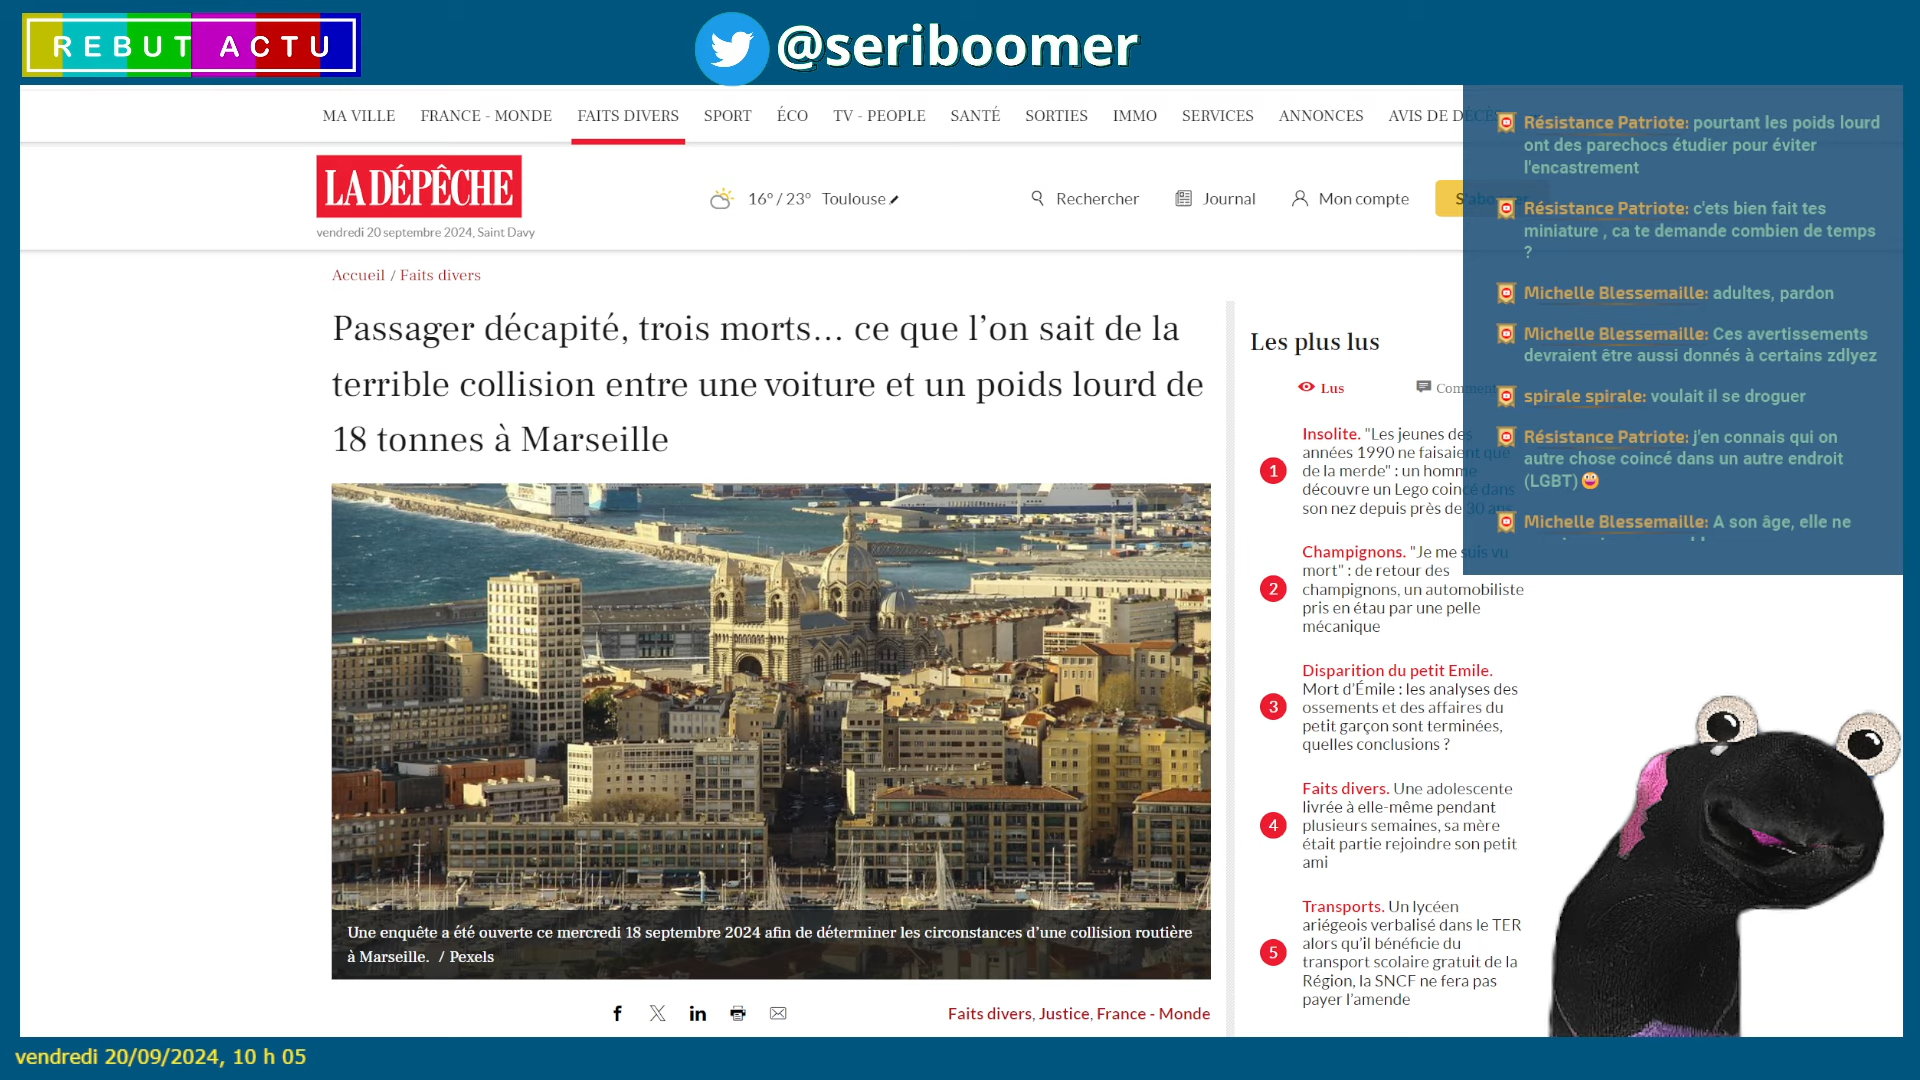 REBUT ACTU
@seriboomer
MA VILLE FRANCE - MONDE FAITS DIVERS SPORT ÉCO TV - PEOPLE SANTÉ SORTIES IMMO SERVICES ANNONCES AVIS DE DÉCÈS
LA DÉPÊCHE
16° / 23° Toulouse
Rechercher
Journal
Mon compte
vendredi 20 septembre 2024, Saint Davy
Accueil / Faits divers
Passager décapité, trois morts... ce que l’on sait de la
terrible collision entre une voiture et un poids lourd de
18 tonnes à Marseille
Une enquête a été ouverte ce mercredi 18 septembre 2024 afin de déterminer les circonstances d’une collision routière
à Marseille. / Pexels
Faits divers, Justice, France - Monde
Les plus lus
Lus
Comment
1
Insolite. "Les jeunes des
années 1990 ne faisaient que
de la merde" : un homme
découvre un Lego coincé dans
son nez depuis près de 30 ans
2
Champignons. "Je me suis vu
mort" : de retour des
champignons, un automobiliste
pris en étau par une pelle
mécanique
3
Disparition du petit Emile.
Mort d’Émile : les analyses des
ossements et des affaires du
petit garçon sont terminées,
quelles conclusions ?
4
Faits divers. Une adolescente
livrée à elle-même pendant
plusieurs semaines, sa mère
était partie rejoindre son petit
ami
5
Transports. Un lycéen
ariégeois verbalisé dans le TER
alors qu’il bénéficie du
transport scolaire gratuit de la
Région, la SNCF ne fera pas
payer l’amende
Résistance Patriote: pourtant les poids lourd
ont des parechocs étudier pour éviter
l'encastrement
Résistance Patriote: c'ets bien fait tes
miniature , ca te demande combien de temps
?
Michelle Blessemaille: adultes, pardon
Michelle Blessemaille: Ces avertissements
devraient être aussi donnés à certains zdlyez
spirale spirale: voulait il se droguer
Résistance Patriote: j'en connais qui on
autre chose coincé dans un autre endroit
(LGBT)
Michelle Blessemaille: A son âge, elle ne
vendredi 20/09/2024, 10 h 05